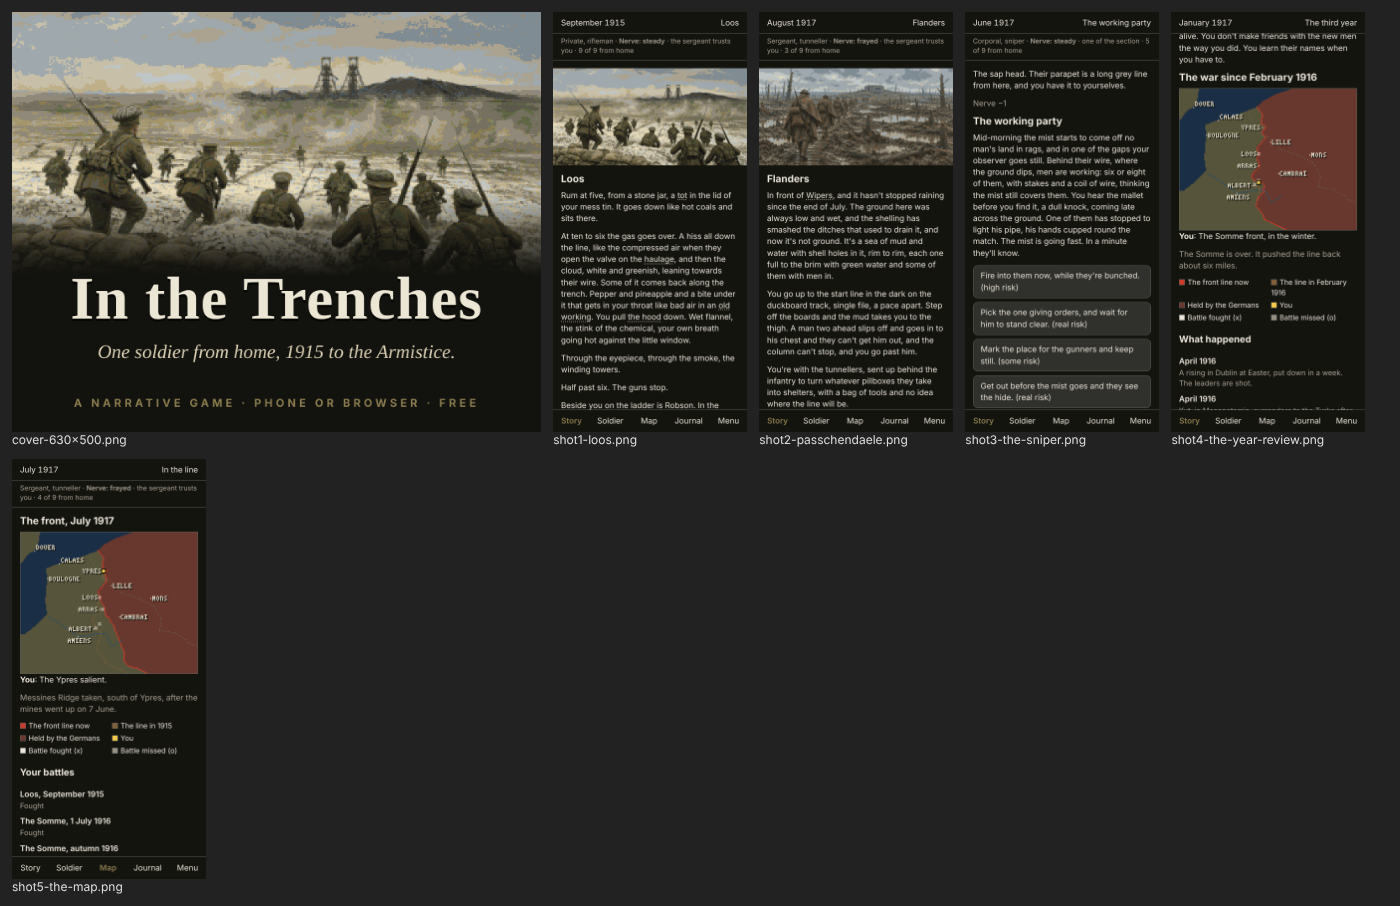 In the Trenches
One soldier from home, 1915 to the Armistice.
A NARRATIVE GAME · PHONE OR BROWSER · FREE
cover-630×500.png
September 1915 Loos
Private, rifleman · Nerve: steady · the sergeant trusts
you · 9 of 9 from home
Loos
Rum at five, from a stone jar, a tot in the lid of
your mess tin. It goes down like hot coals and
sits there.
At ten to six the gas goes over. A hiss all down
the line, like the compressed air when they
open the valve on the haulage, and then the
cloud, white and greenish, leaning towards
their wire. Some of it comes back along the
trench. Pepper and pineapple and a bite under
it that gets in your throat like bad air in an old
working. You pull the hood down. Wet flannel,
the stink of the chemical, your own breath
going hot against the little window.
Through the eyepiece, through the smoke, the
winding towers.
Half past six. The guns stop.
Beside you on the ladder is Robson. In the
Story Soldier Map Journal Menu
shot1-loos.png
August 1917 Flanders
Sergeant, tunneller · Nerve: frayed · the sergeant trusts
you · 3 of 9 from home
Flanders
In front of Wipers, and it hasn't stopped raining
since the end of July. The ground here was
always low and wet, and the shelling has
smashed the ditches that used to drain it, and
now it's not ground. It's a sea of mud and
water with shell holes in it, rim to rim, each one
full to the brim with green water and some of
them with men in.
You go up to the start line in the dark on the
duckboard track, single file, a pace apart. Step
off the boards and the mud takes you to the
thigh. A man two ahead slips off and goes in to
his chest and they can't get him out, and the
column can't stop, and you go past him.
You're with the tunnellers, sent up behind the
infantry to turn whatever pillboxes they take
into shelters, with a bag of tools and no idea
where the line will be.
Story Soldier Map Journal Menu
shot2-passchendaele.png
June 1917 The working party
Corporal, sniper · Nerve: steady · one of the section · 5
of 9 from home
The sap head. Their parapet is a long grey line
from here, and you have it to yourselves.
Nerve −1
The working party
Mid-morning the mist starts to come off no
man's land in rags, and in one of the gaps your
observer goes still. Behind their wire, where
the ground dips, men are working: six or eight
of them, with stakes and a coil of wire, thinking
the mist still covers them. You hear the mallet
before you find it, a dull knock, coming late
across the ground. One of them has stopped to
light his pipe, his hands cupped round the
match. The mist is going fast. In a minute
they'll know.
Fire into them now, while they're bunched.
(high risk)
Pick the one giving orders, and wait for
him to stand clear. (real risk)
Mark the place for the gunners and keep
still. (some risk)
Get out before the mist goes and they see
the hide. (real risk)
Story Soldier Map Journal Menu
shot3-the-sniper.png
January 1917 The third year
alive. You don't make friends with the new men
the way you did. You learn their names when
you have to.
The war since February 1916
DOVER
CALAIS
YPRES
BOULOGNE
LILLE
LOOS
MONS
ARRAS
CAMBRAI
ALBERT
AMIENS
You: The Somme front, in the winter.
The Somme is over. It pushed the line back
about six miles.
The front line now The line in February
1916
Held by the Germans You
Battle fought (x) Battle missed (o)
What happened
April 1916
A rising in Dublin at Easter, put down in a week.
The leaders are shot.
April 1916
Story Soldier Map Journal Menu
shot4-the-year-review.png
July 1917 In the line
Sergeant, tunneller · Nerve: frayed · the sergeant trusts
you · 4 of 9 from home
The front, July 1917
DOVER
CALAIS
YPRES
BOULOGNE
LILLE
LOOS
MONS
ARRAS
CAMBRAI
ALBERT
AMIENS
You: The Ypres salient.
Messines Ridge taken, south of Ypres, after the
mines went up on 7 June.
The front line now The line in 1915
Held by the Germans You
Battle fought (x) Battle missed (o)
Your battles
Loos, September 1915
Fought
The Somme, 1 July 1916
Fought
The Somme, autumn 1916
Story Soldier Map Journal Menu
shot5-the-map.png